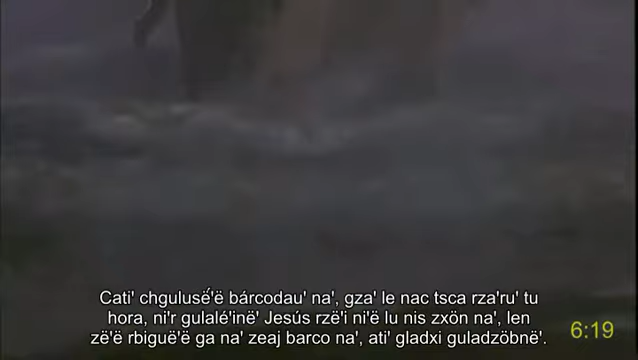 Cati' chgulusë́'ë bárcodau' na', gza' le nac tsca rza'ru' tu
hora, ni'r gulalé'inë' Jesús rzë'i ni'ë lu nis zxön na', len
zë'ë rbiguë'ë ga na' zeaj barco na', ati' gladxi guladzöbnë'.
6:19